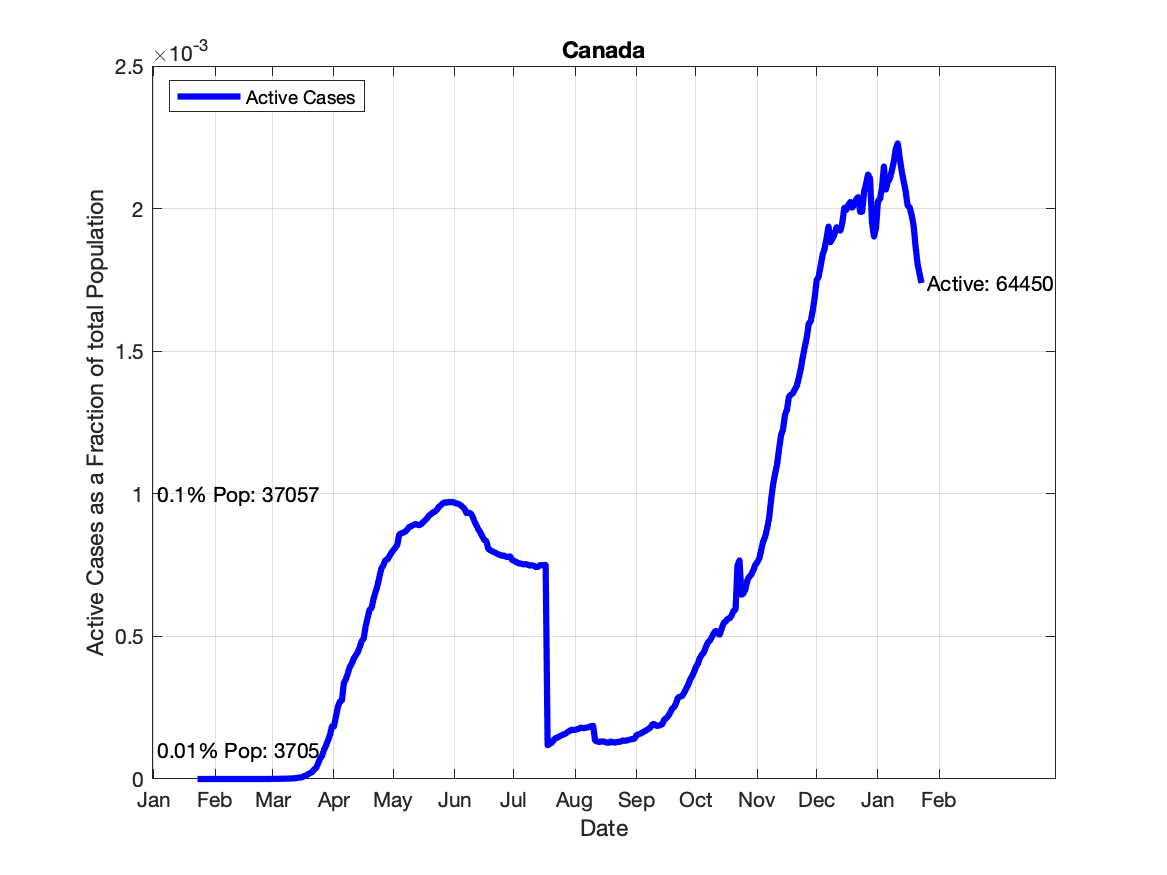 Canada
×10-3
2.5
2
1.5
1
0.5
0
Active Cases
Active: 64450
0.1% Pop: 37057
0.01% Pop: 3705
Active Cases as a Fraction of total Population
Jan Feb Mar Apr May Jun Jul Aug Sep Oct Nov Dec Jan Feb
Date